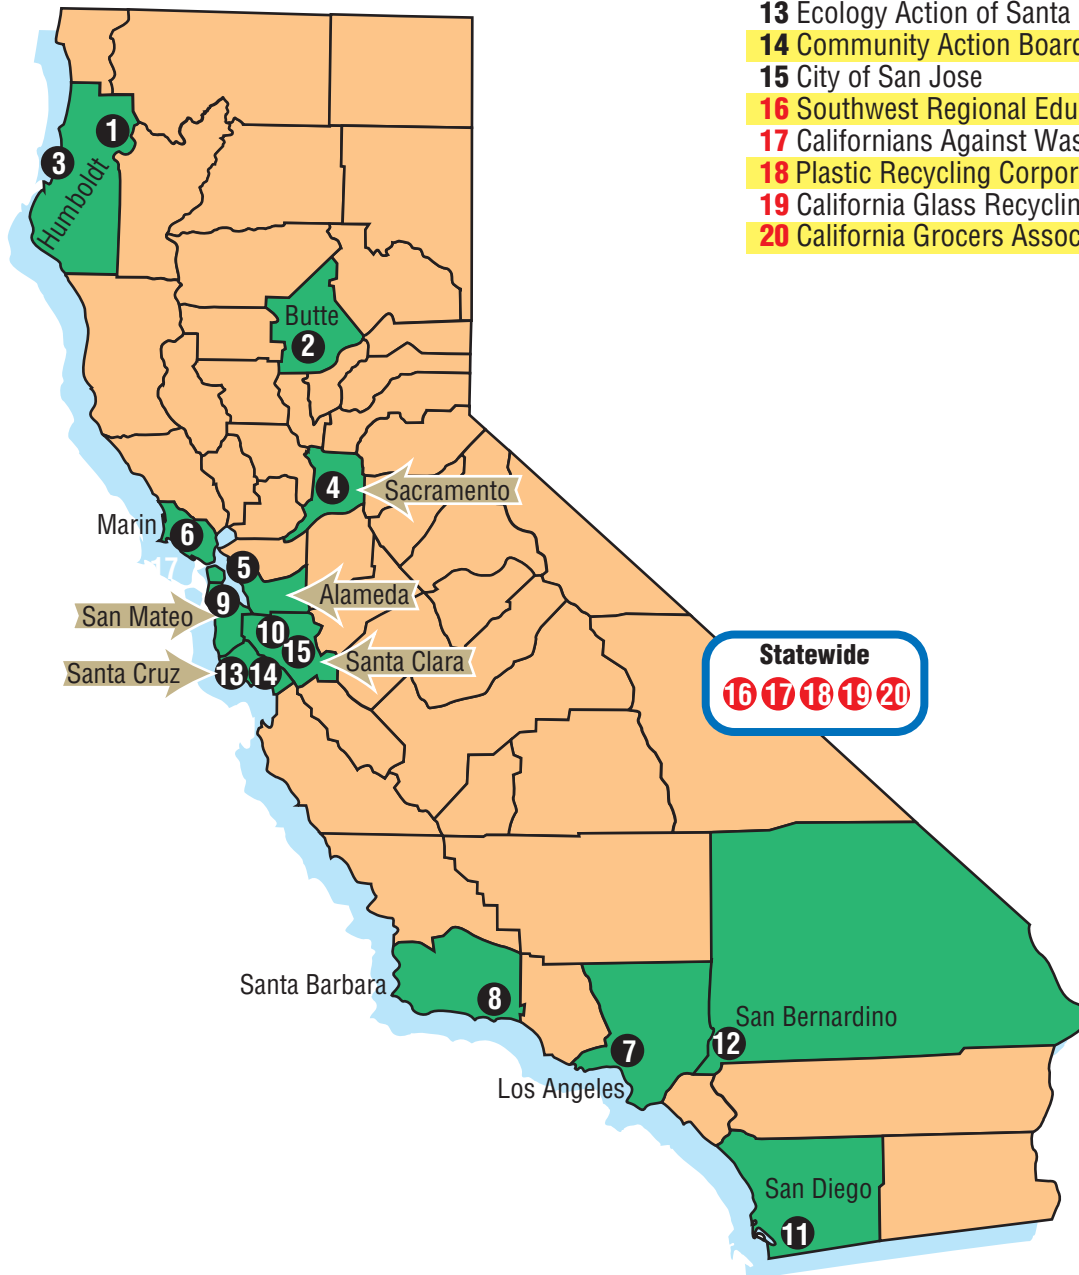 13 Ecology Action of Santa
14 Community Action Board
15 City of San Jose
16 Southwest Regional Edu
17 Californians Against Was
18 Plastic Recycling Corpor
19 California Glass Recyclin
20 California Grocers Assoc
1
3
Humboldt
Butte
2
4
Sacramento
Marin
6
17
5
Alameda
9
San Mateo
10
15
Santa Clara
Santa Cruz
13
14
Statewide
16 17 18 19 20
Santa Barbara
8
San Bernardino
12
7
Los Angeles
San Diego
11